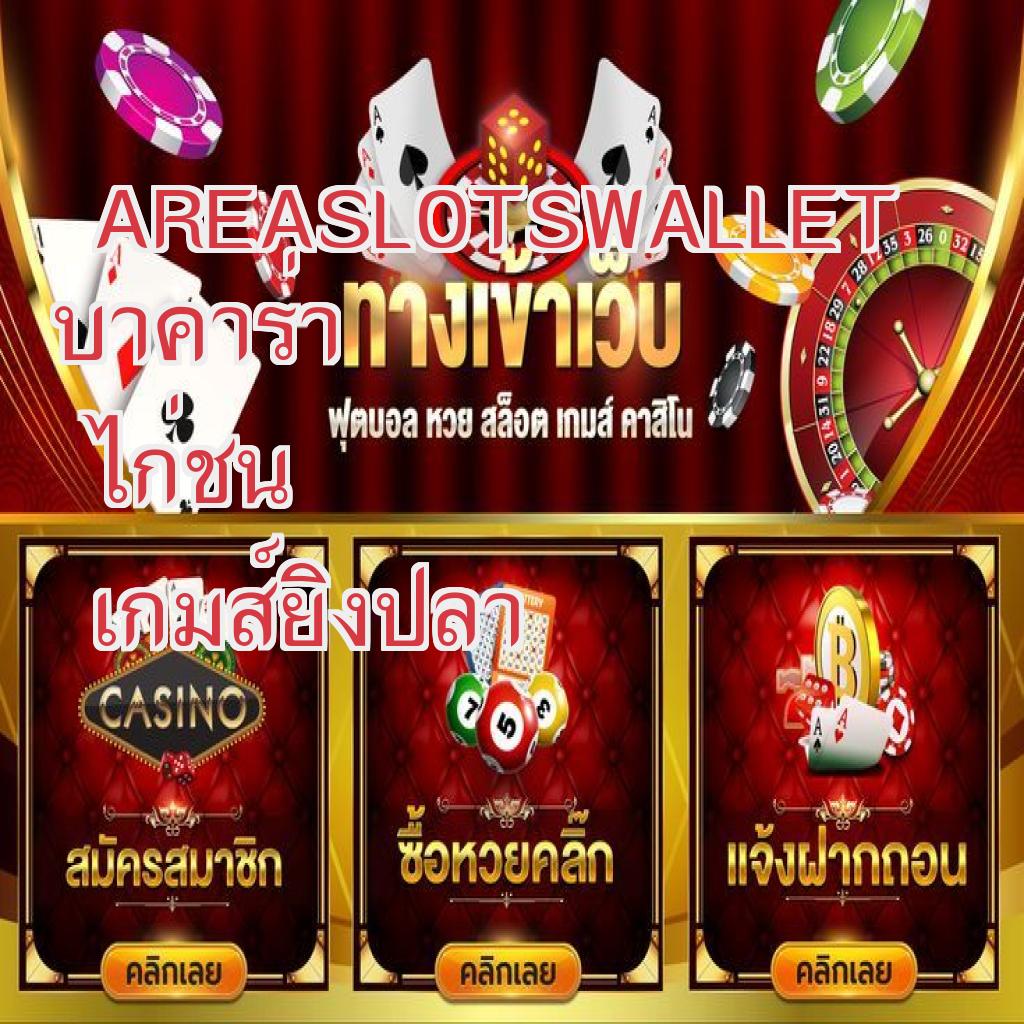 AREASLOTSWALLET
บาคาร่า
ทางเข้าเว็บ
ฟุตบอล หวย สล็อต เกมส์ คาสิโน
ไก่ชน
เกมส์ยิงปลา
CASINO
สมัครสมาชิก
คลิกเลย
7 5 3
ซื้อหวยคลิ๊ก
คลิกเลย
แจ้งฝากถอน
คลิกเลย